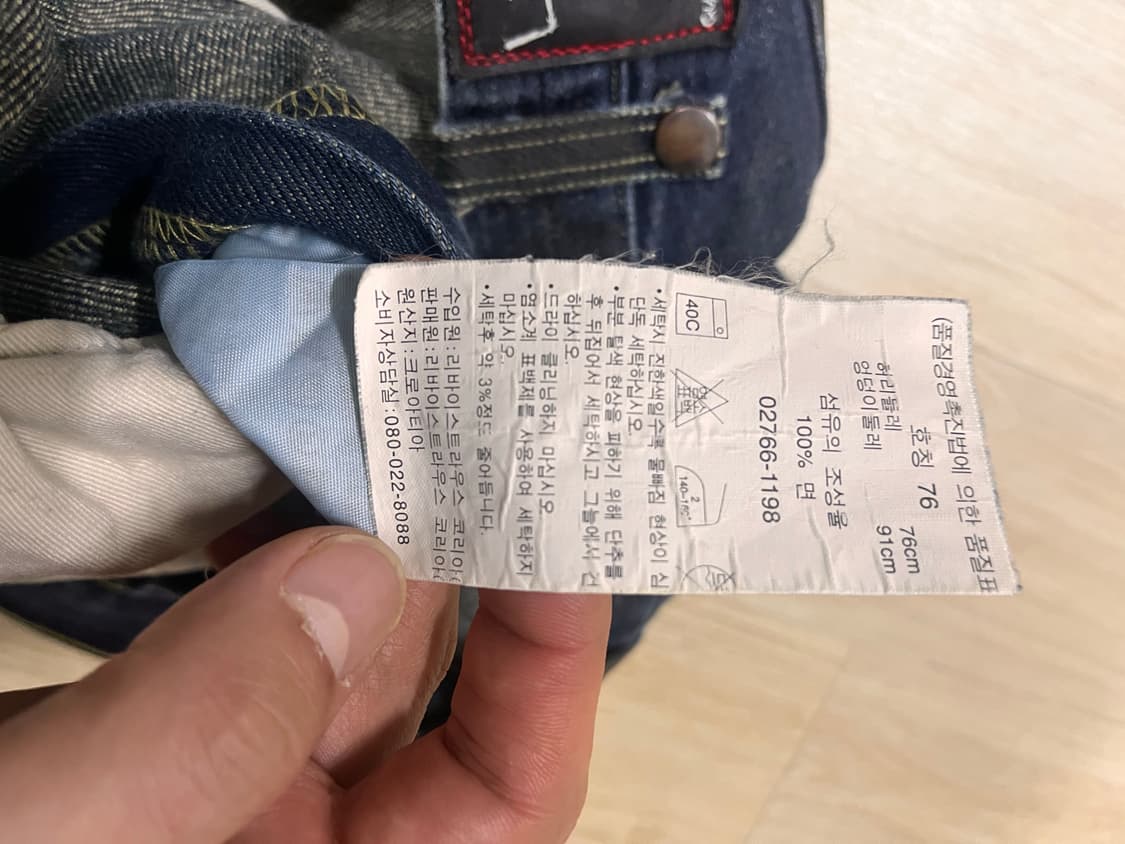 (품질경영촉진법에 의한 품질표
호칭 76
허리둘레 76cm
엉덩이둘레 91cm
섬유의 조성율
100% 면
02766-1198
40C
염소
표백
2
140-160°
•세탁시 진한색일수록 물빠짐 현상이 심
단독 세탁하십시오.
•부분 탈색 현상을 피하기 위해 단추를
후 뒤집어서 세탁하시고 그늘에서 건
하십시오.
•드라이 클리닝하지 마십시오.
•염소계 표백제를 사용하여 세탁하지
마십시오.
•세탁후 약 3%정도 줄어듭니다.
수입원:리바이스트라우스 코리아
판매원:리바이스트라우스 코리아
원산지:크로아티아
소비자상담실:080-022-8088